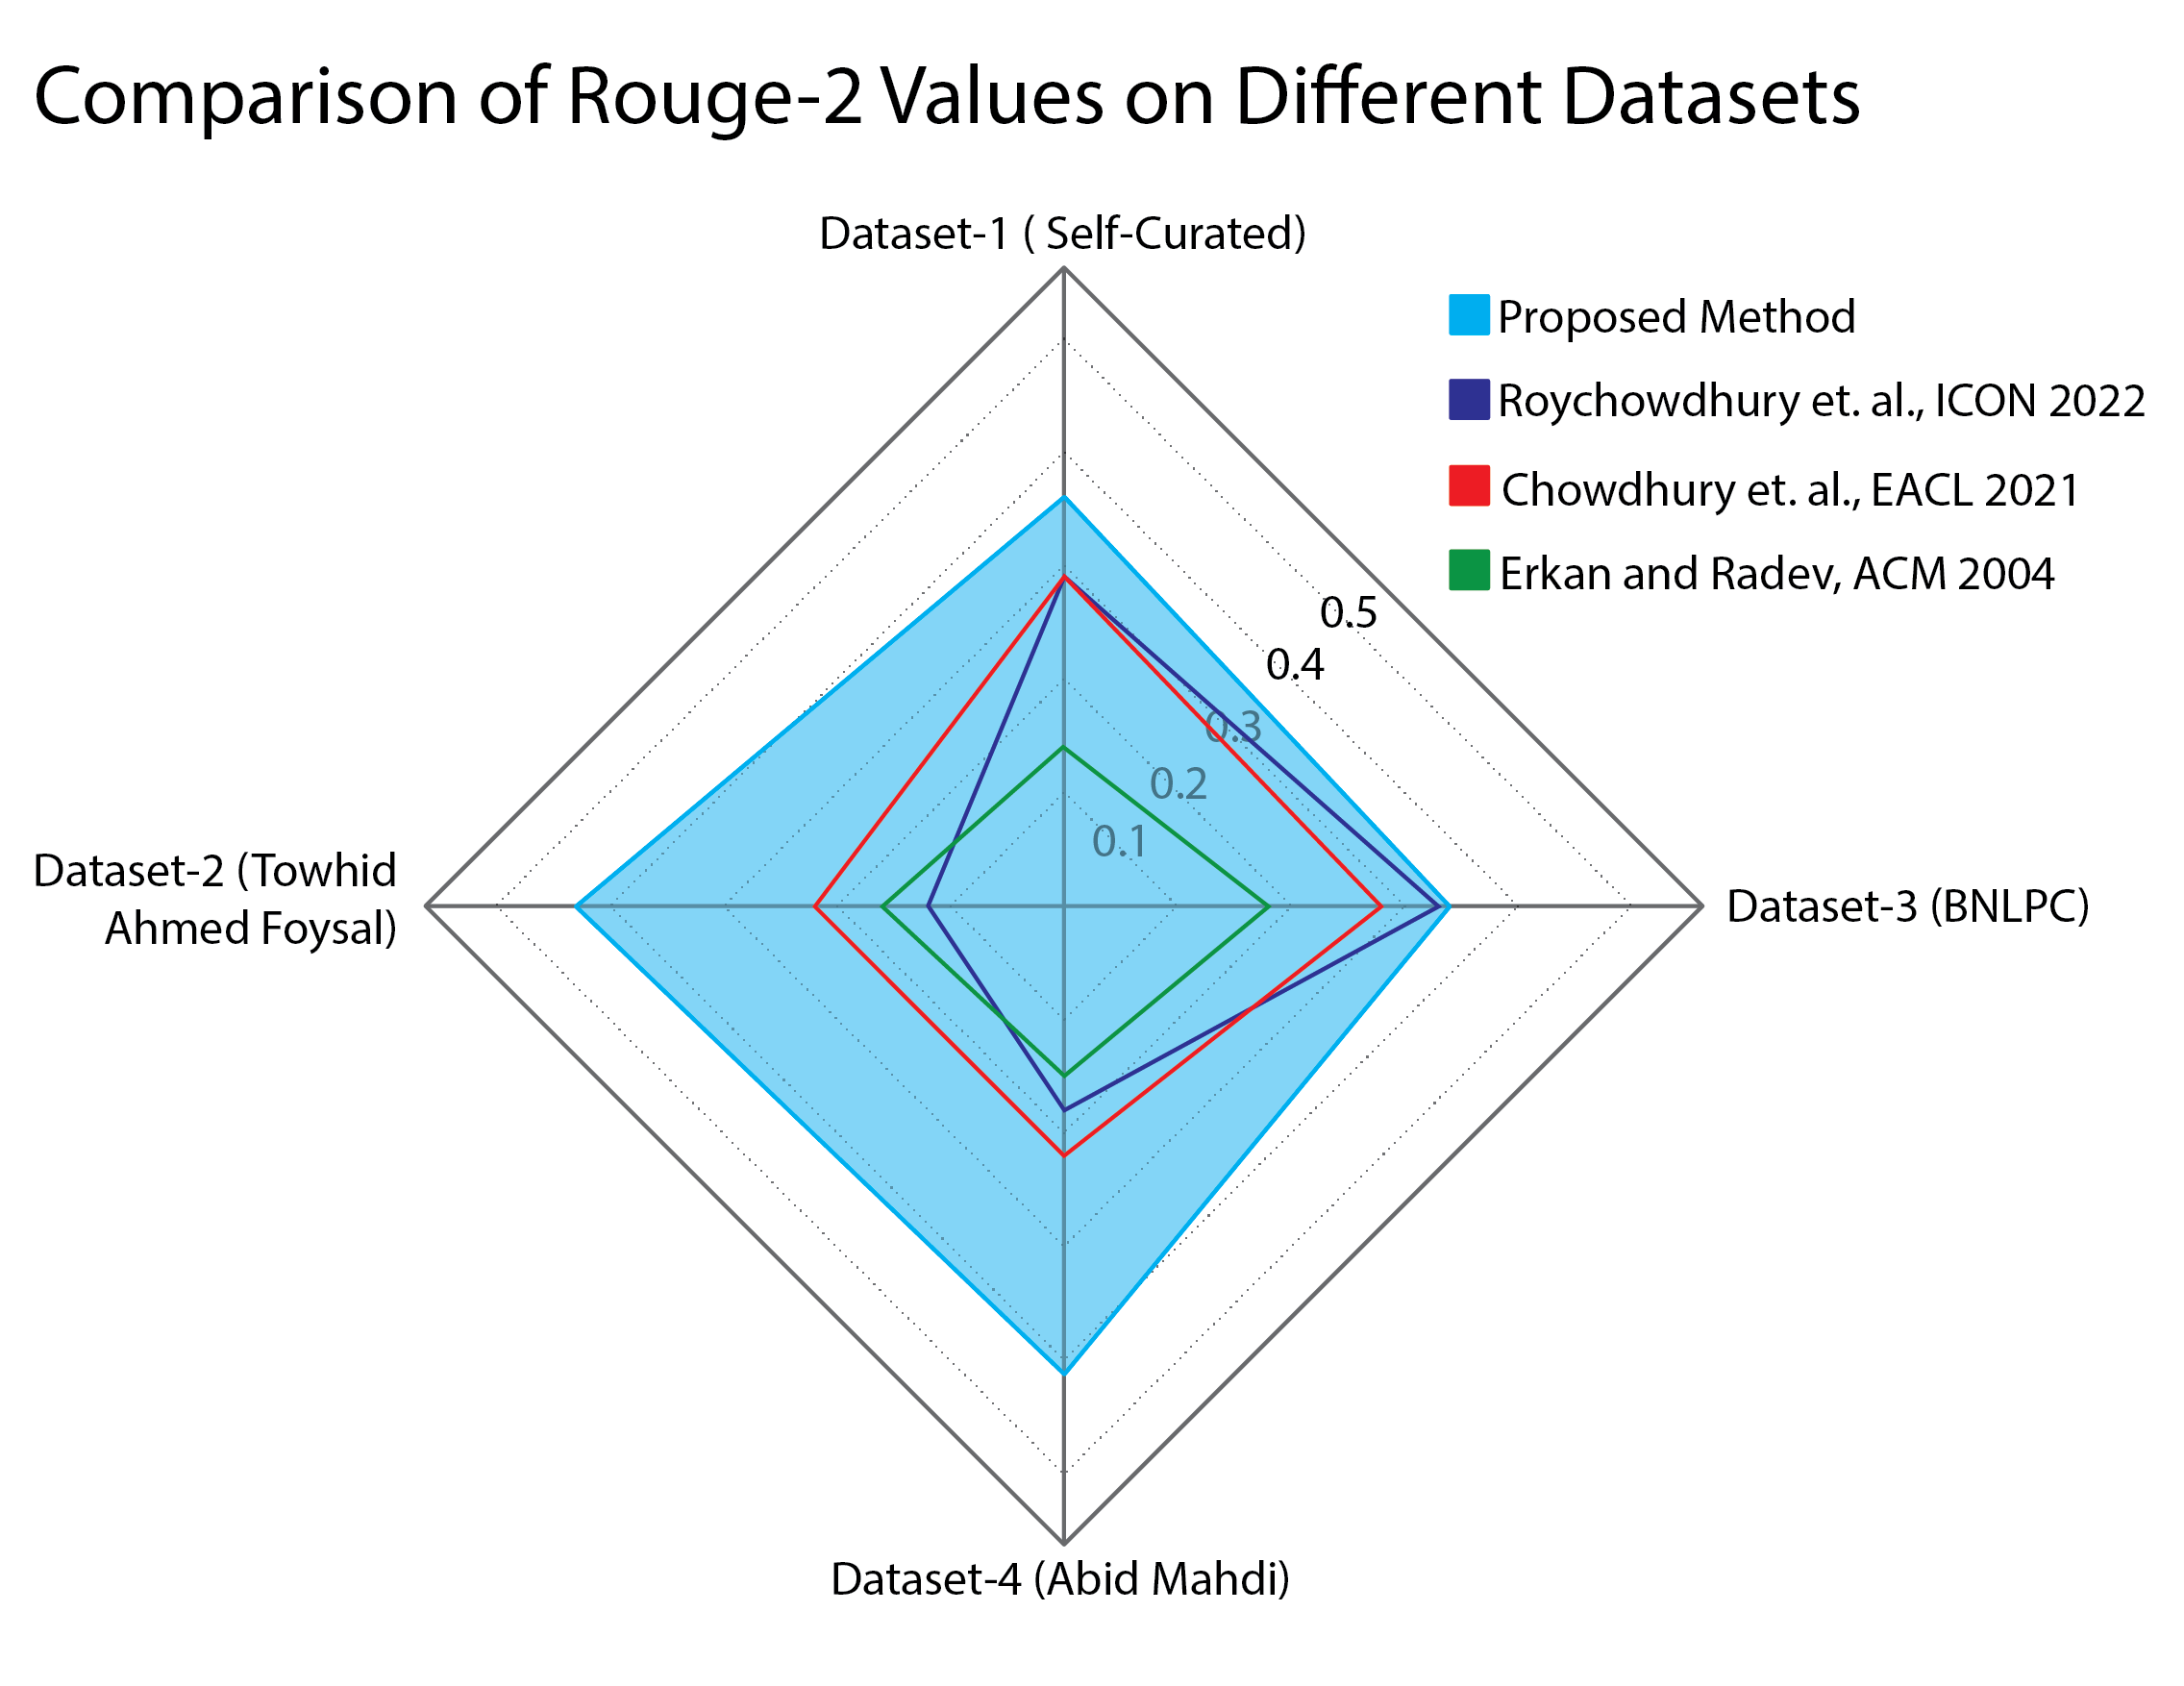 Comparison of Rouge-2 Values on Different Datasets
Dataset-1 ( Self-Curated)
Proposed Method
Roychowdhury et. al., ICON 2022
Chowdhury et. al., EACL 2021
Erkan and Radev, ACM 2004
0.5
0.4
0.3
0.2
0.1
Dataset-2 (Towhid
Ahmed Foysal)
Dataset-3 (BNLPC)
Dataset-4 (Abid Mahdi)